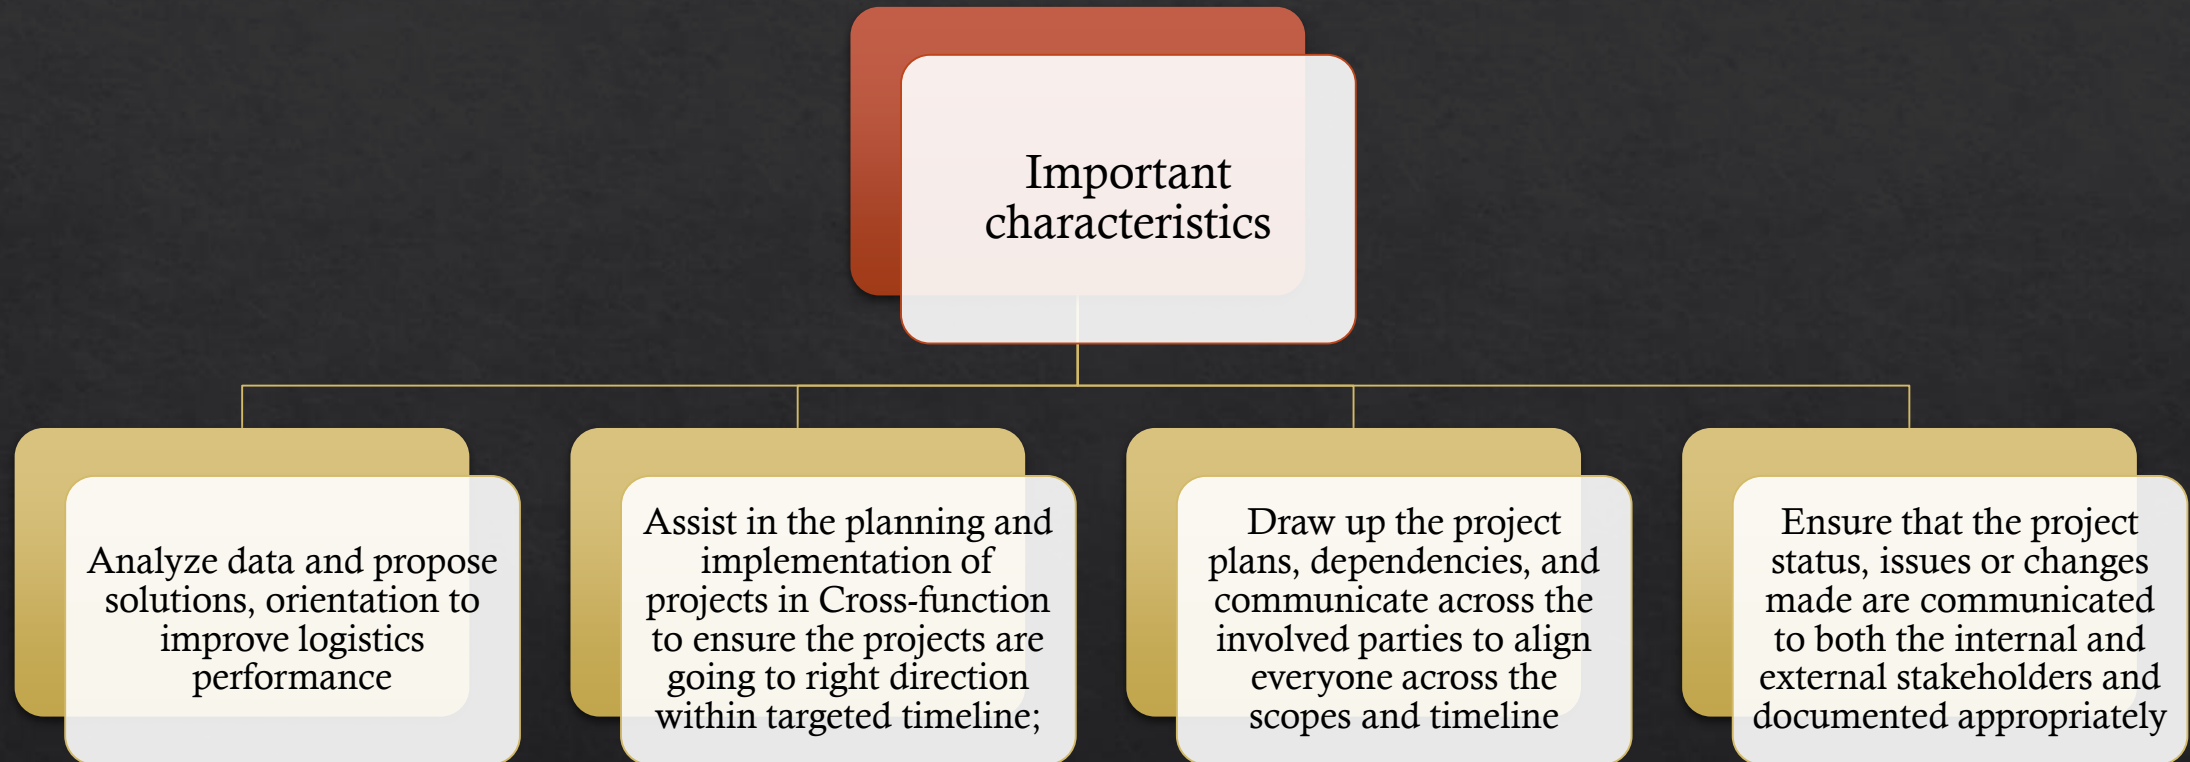 Important
characteristics
Analyze data and propose
solutions, orientation to
improve logistics
performance
Assist in the planning and
implementation of
projects in Cross-function
to ensure the projects are
going to right direction
within targeted timeline;
Draw up the project
plans, dependencies, and
communicate across the
involved parties to align
everyone across the
scopes and timeline
Ensure that the project
status, issues or changes
made are communicated
to both the internal and
external stakeholders and
documented appropriately